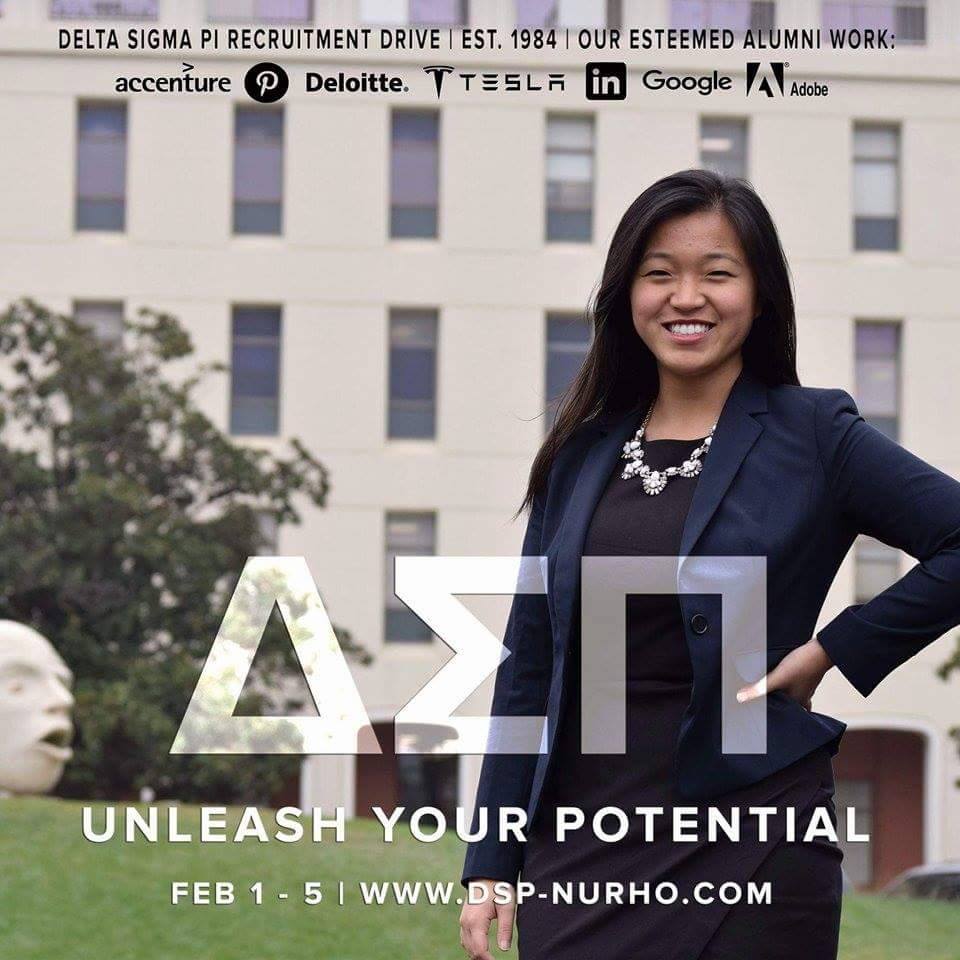 DELTA SIGMA PI RECRUITMENT DRIVE | EST. 1984 | OUR ESTEEMED ALUMNI WORK:
accenture Deloitte. TESLA in Google Adobe
ΔΣΠ
UNLEASH YOUR POTENTIAL
FEB 1 - 5 | WWW.DSP-NURHO.COM